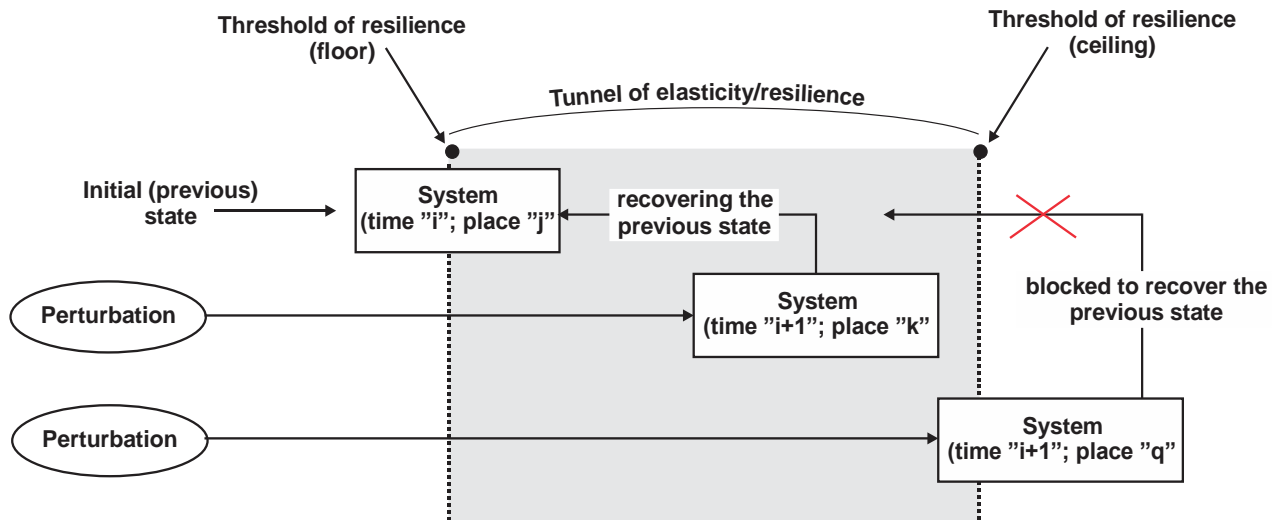 Threshold of resilience
(floor)
Threshold of resilience
(ceiling)
Tunnel of elasticity/resilience
Initial (previous)
state
System
(time ”i”; place ”j”
recovering the
previous state
Perturbation
System
(time ”i+1”; place ”k”
blocked to recover the
previous state
Perturbation
System
(time ”i+1”; place ”q”